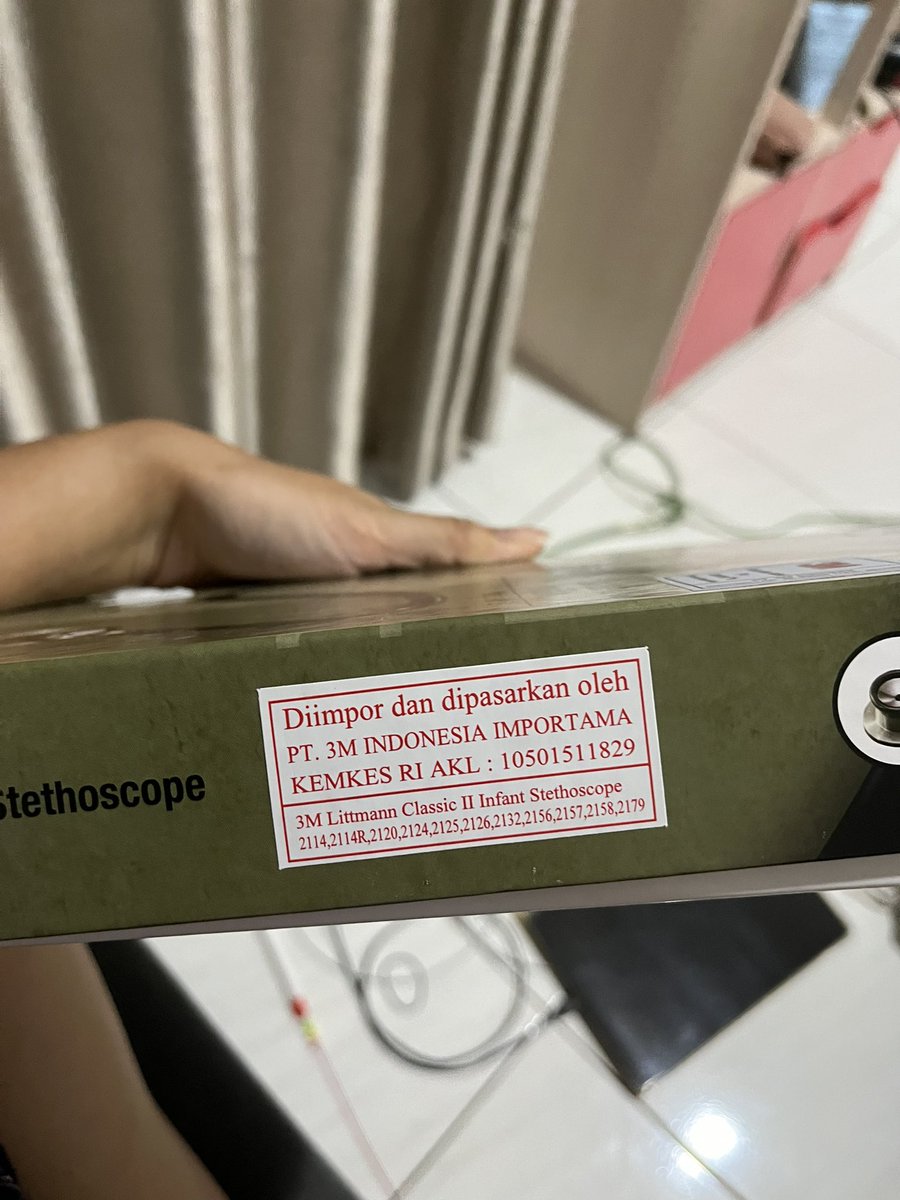 Diimpor dan dipasarkan oleh
PT. 3M INDONESIA IMPORTAMA
KEMKES RI AKL : 10501511829
3M Littmann Classic II Infant Stethoscope
2114,2114R,2120,2124,2125,2126,2132,2156,2157,2158,2179
Stethoscope